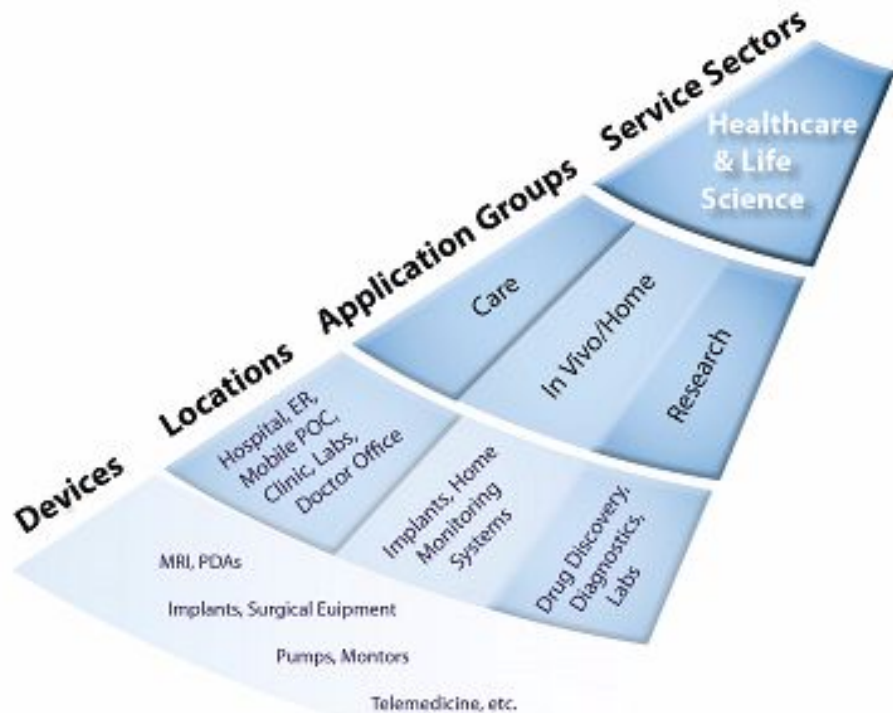 Service Sectors
Healthcare
& Life
Science
Application Groups
Care
In Vivo/Home
Research
Locations
Hospital, ER,
Mobile POC,
Clinic, Labs,
Doctor Office
Implants, Home
Monitoring
Systems
Drug Discovery,
Diagnostics,
Labs
Devices
MRI, PDAs
Implants, Surgical Euipment
Pumps, Montors
Telemedicine, etc.